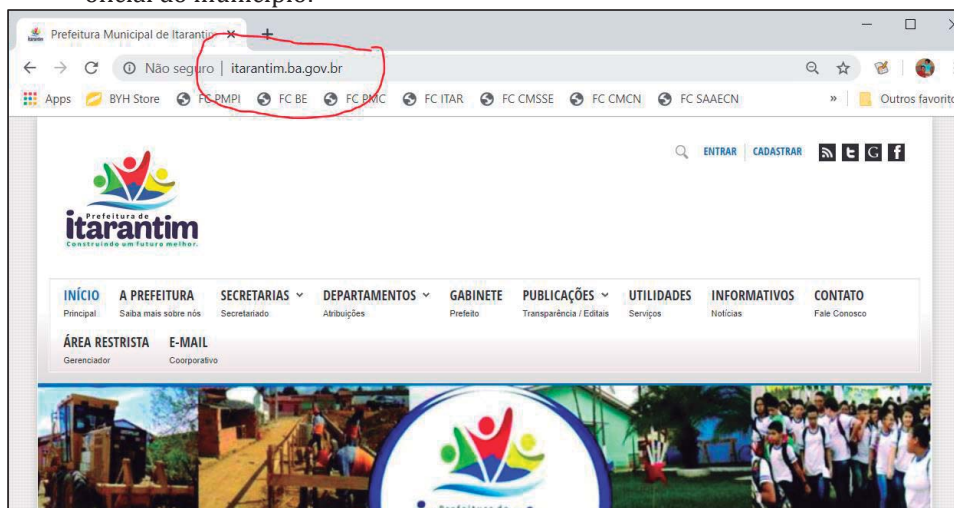 oficial do município.
Prefeitura Municipal de Itarantim
Não seguro | itarantim.ba.gov.br
Apps BYH Store FC PMPI FC BE FC PMC FC ITAR FC CMSSE FC CMCN FC SAAECN » Outros favorito
ENTRAR CADASTRAR
Prefeitura de
itarantim
Construindo um futuro melhor.
INÍCIO A PREFEITURA SECRETARIAS DEPARTAMENTOS GABINETE PUBLICAÇÕES UTILIDADES INFORMATIVOS CONTATO
Principal Saiba mais sobre nós Secretariado Atribuições Prefeito Transparência / Editais Serviços Notícias Fale Conosco
ÁREA RESTRISTA E-MAIL
Gerenciador Coorporativo